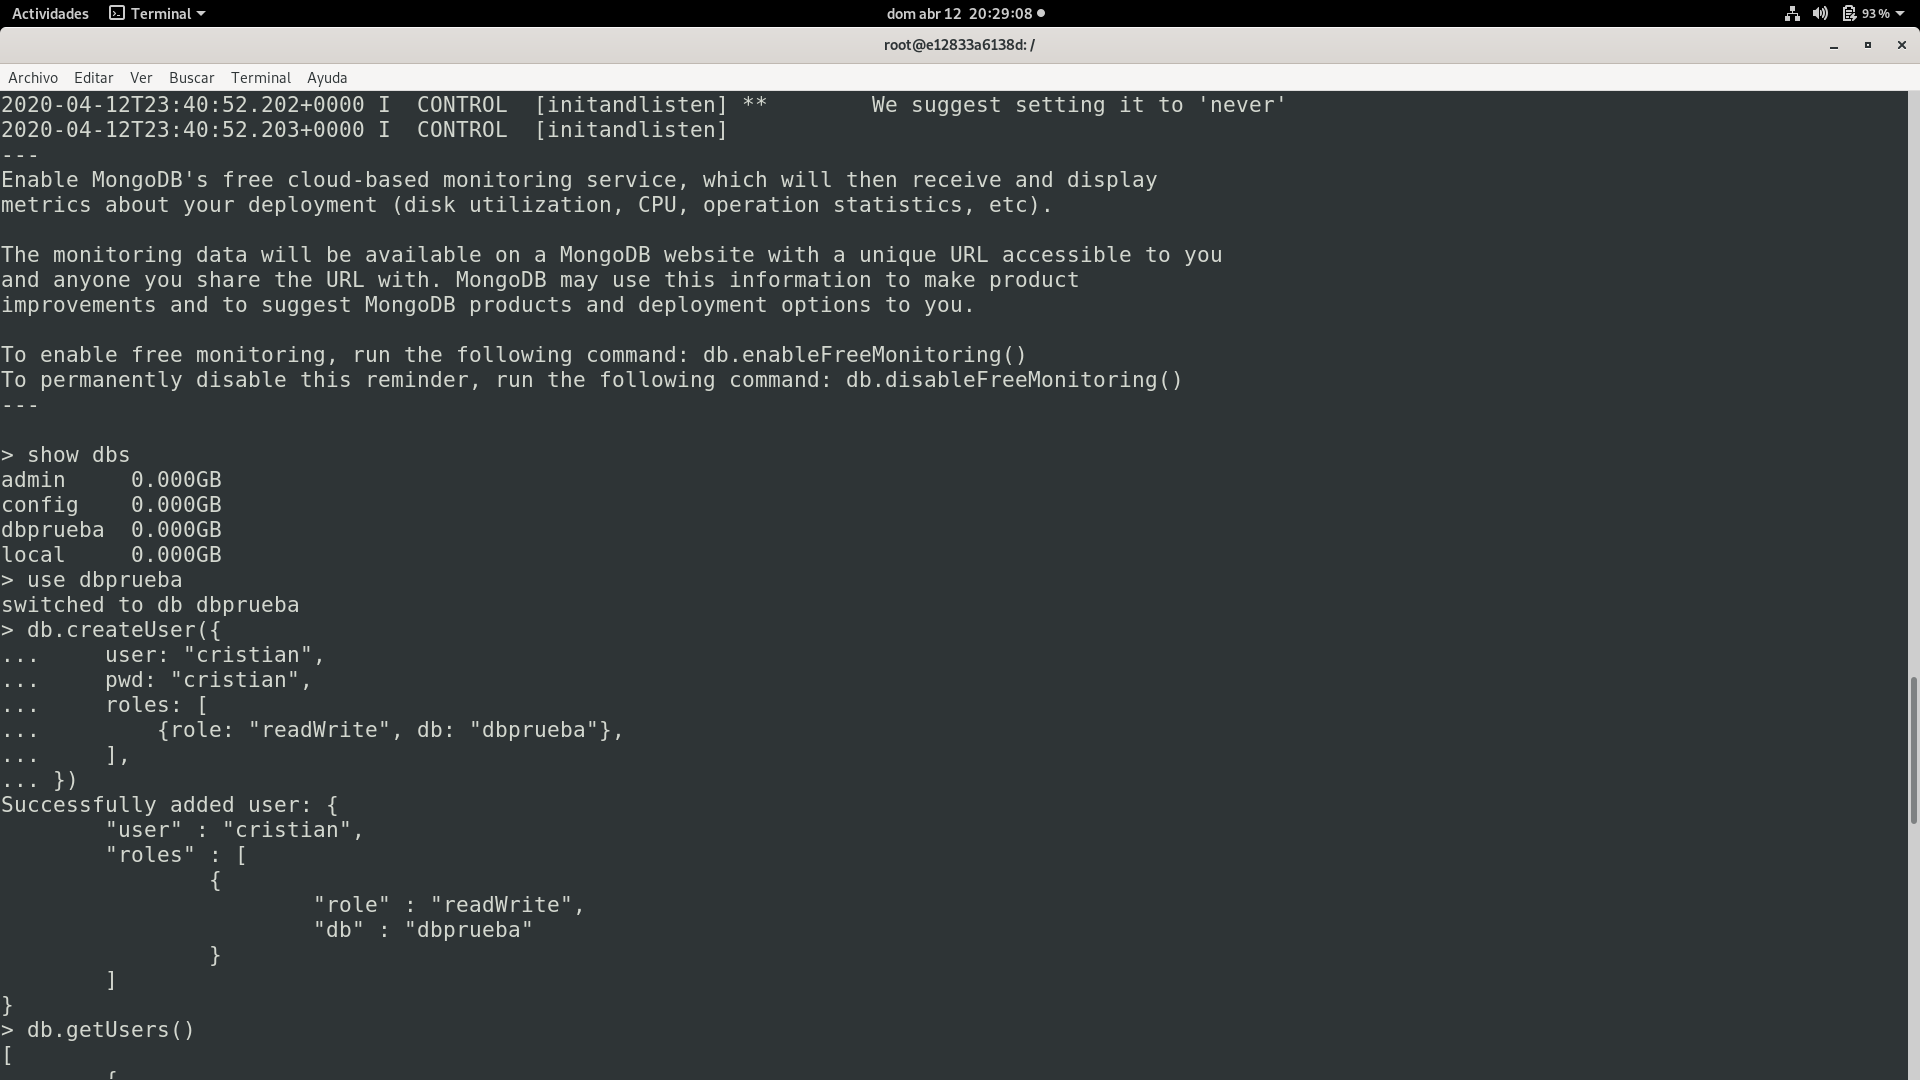 Actividades Terminal dom abr 12 20:29:08 93 %
root@e12833a6138d: /
Archivo Editar Ver Buscar Terminal Ayuda
2020-04-12T23:40:52.202+0000 I  CONTROL  [initandlisten] **        We suggest setting it to 'never'
2020-04-12T23:40:52.203+0000 I  CONTROL  [initandlisten]
---
Enable MongoDB's free cloud-based monitoring service, which will then receive and display
metrics about your deployment (disk utilization, CPU, operation statistics, etc).

The monitoring data will be available on a MongoDB website with a unique URL accessible to you
and anyone you share the URL with. MongoDB may use this information to make product
improvements and to suggest MongoDB products and deployment options to you.

To enable free monitoring, run the following command: db.enableFreeMonitoring()
To permanently disable this reminder, run the following command: db.disableFreeMonitoring()
---

> show dbs
admin     0.000GB
config    0.000GB
dbprueba  0.000GB
local     0.000GB
> use dbprueba
switched to db dbprueba
> db.createUser({
...     user: "cristian",
...     pwd: "cristian",
...     roles: [
...         {role: "readWrite", db: "dbprueba"},
...     ],
... })
Successfully added user: {
        "user" : "cristian",
        "roles" : [
                {
                        "role" : "readWrite",
                        "db" : "dbprueba"
                }
        ]
}
> db.getUsers()
[
        {